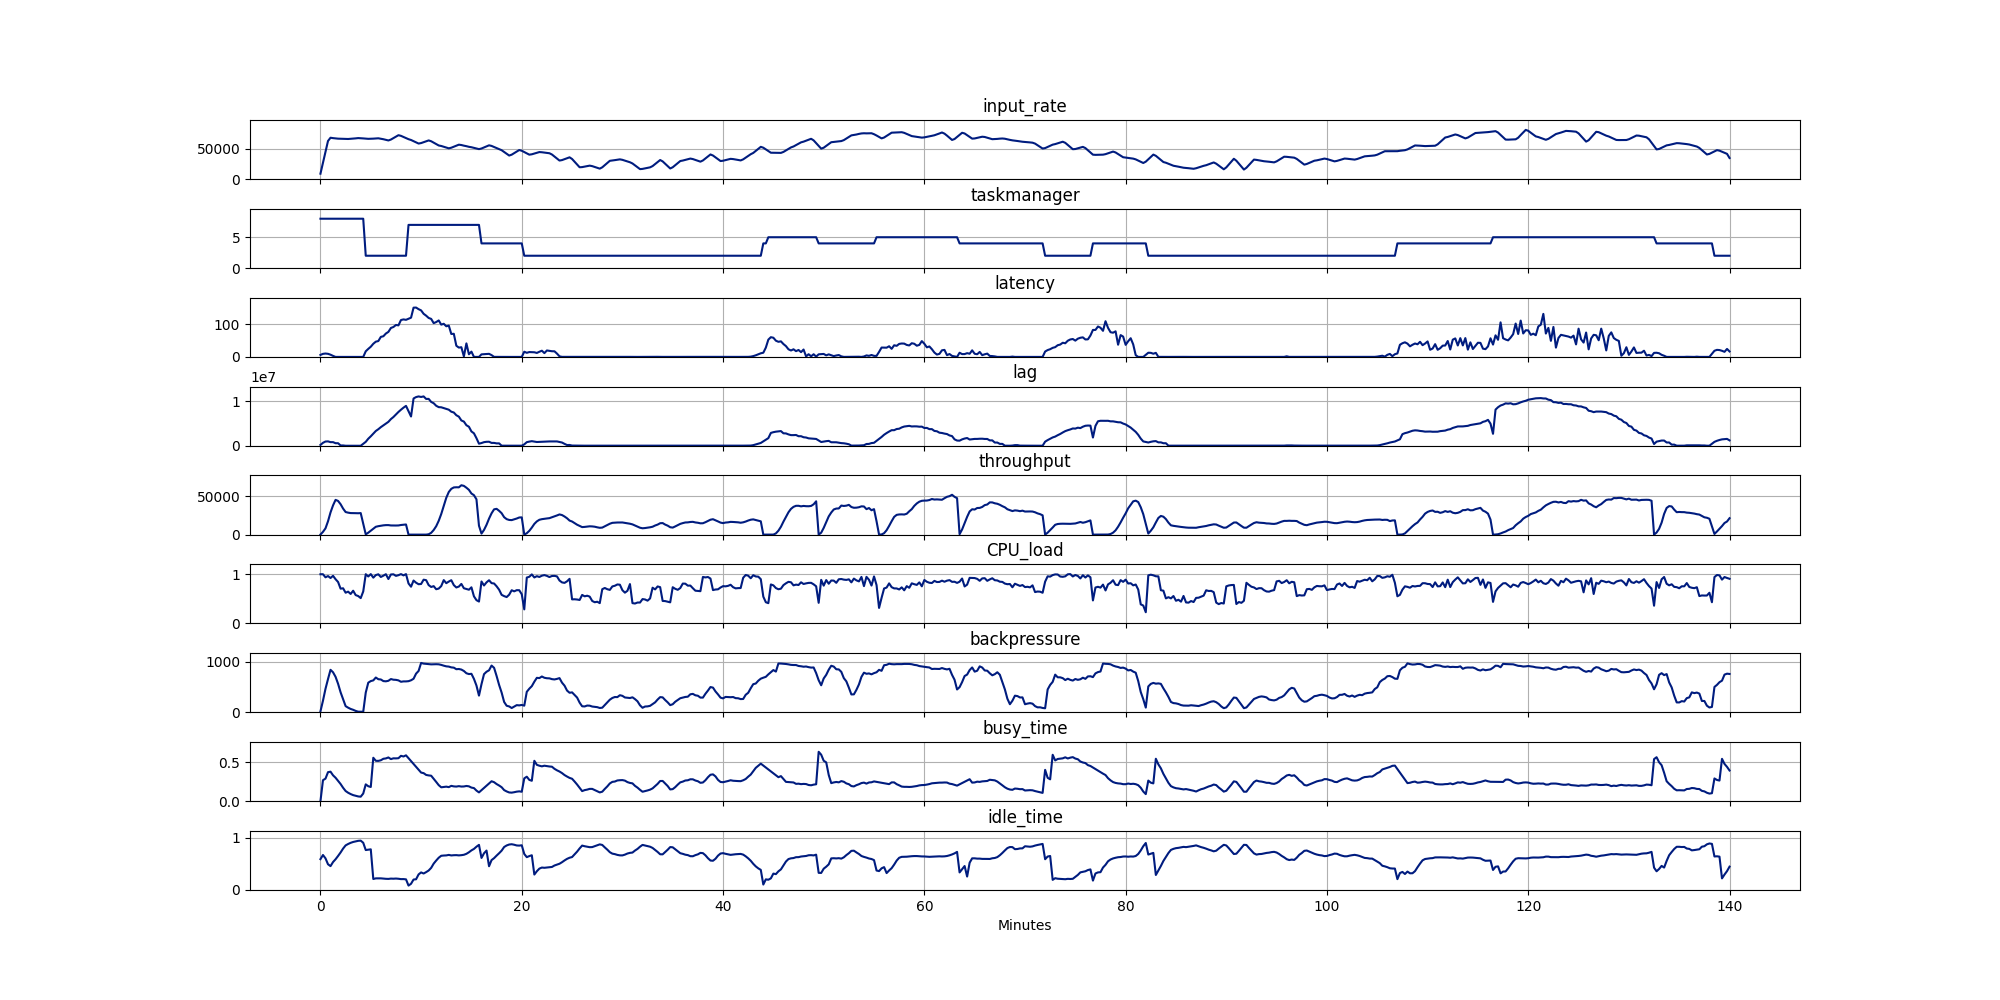 input_rate
50000
0
taskmanager
5
0
latency
100
0
1e7
lag
1
0
throughput
50000
0
CPU_load
1
0
backpressure
1000
0
busy_time
0.5
0.0
idle_time
1
0
0 20 40 60 80 100 120 140
Minutes